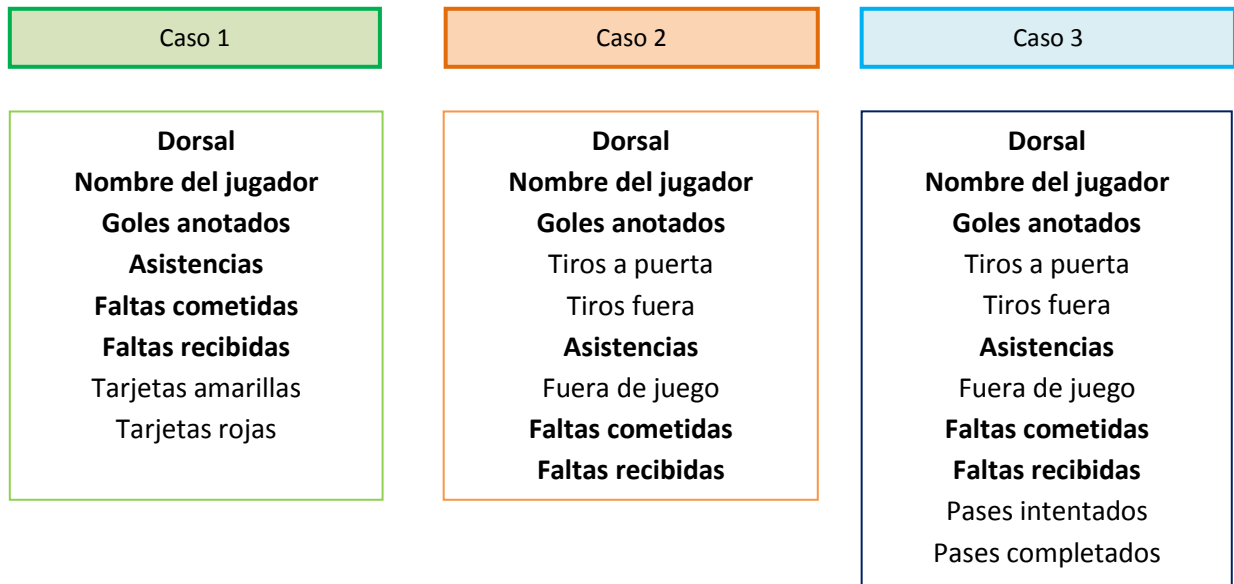 Caso 1
Caso 2
Caso 3
Dorsal
Nombre del jugador
Goles anotados
Asistencias
Faltas cometidas
Faltas recibidas
Tarjetas amarillas
Tarjetas rojas
Dorsal
Nombre del jugador
Goles anotados
Tiros a puerta
Tiros fuera
Asistencias
Fuera de juego
Faltas cometidas
Faltas recibidas
Dorsal
Nombre del jugador
Goles anotados
Tiros a puerta
Tiros fuera
Asistencias
Fuera de juego
Faltas cometidas
Faltas recibidas
Pases intentados
Pases completados